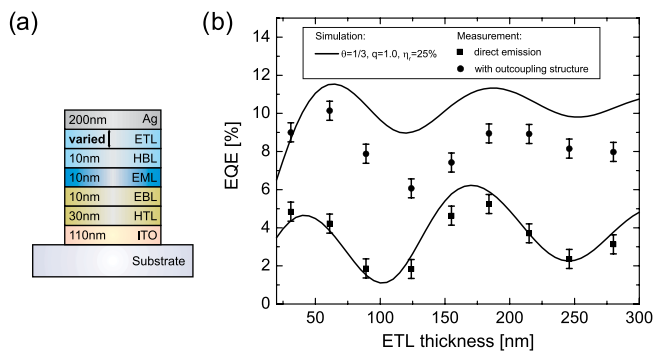 (a)
200nm Ag
varied ETL
10nm HBL
10nm EML
10nm EBL
30nm HTL
110nm ITO
Substrate
(b)
Simulation:
θ=1/3, q=1.0, ηr=25%
Measurement:
direct emission
with outcoupling structure
EQE [%]
14
12
10
8
6
4
2
0
50 100 150 200 250 300
ETL thickness [nm]